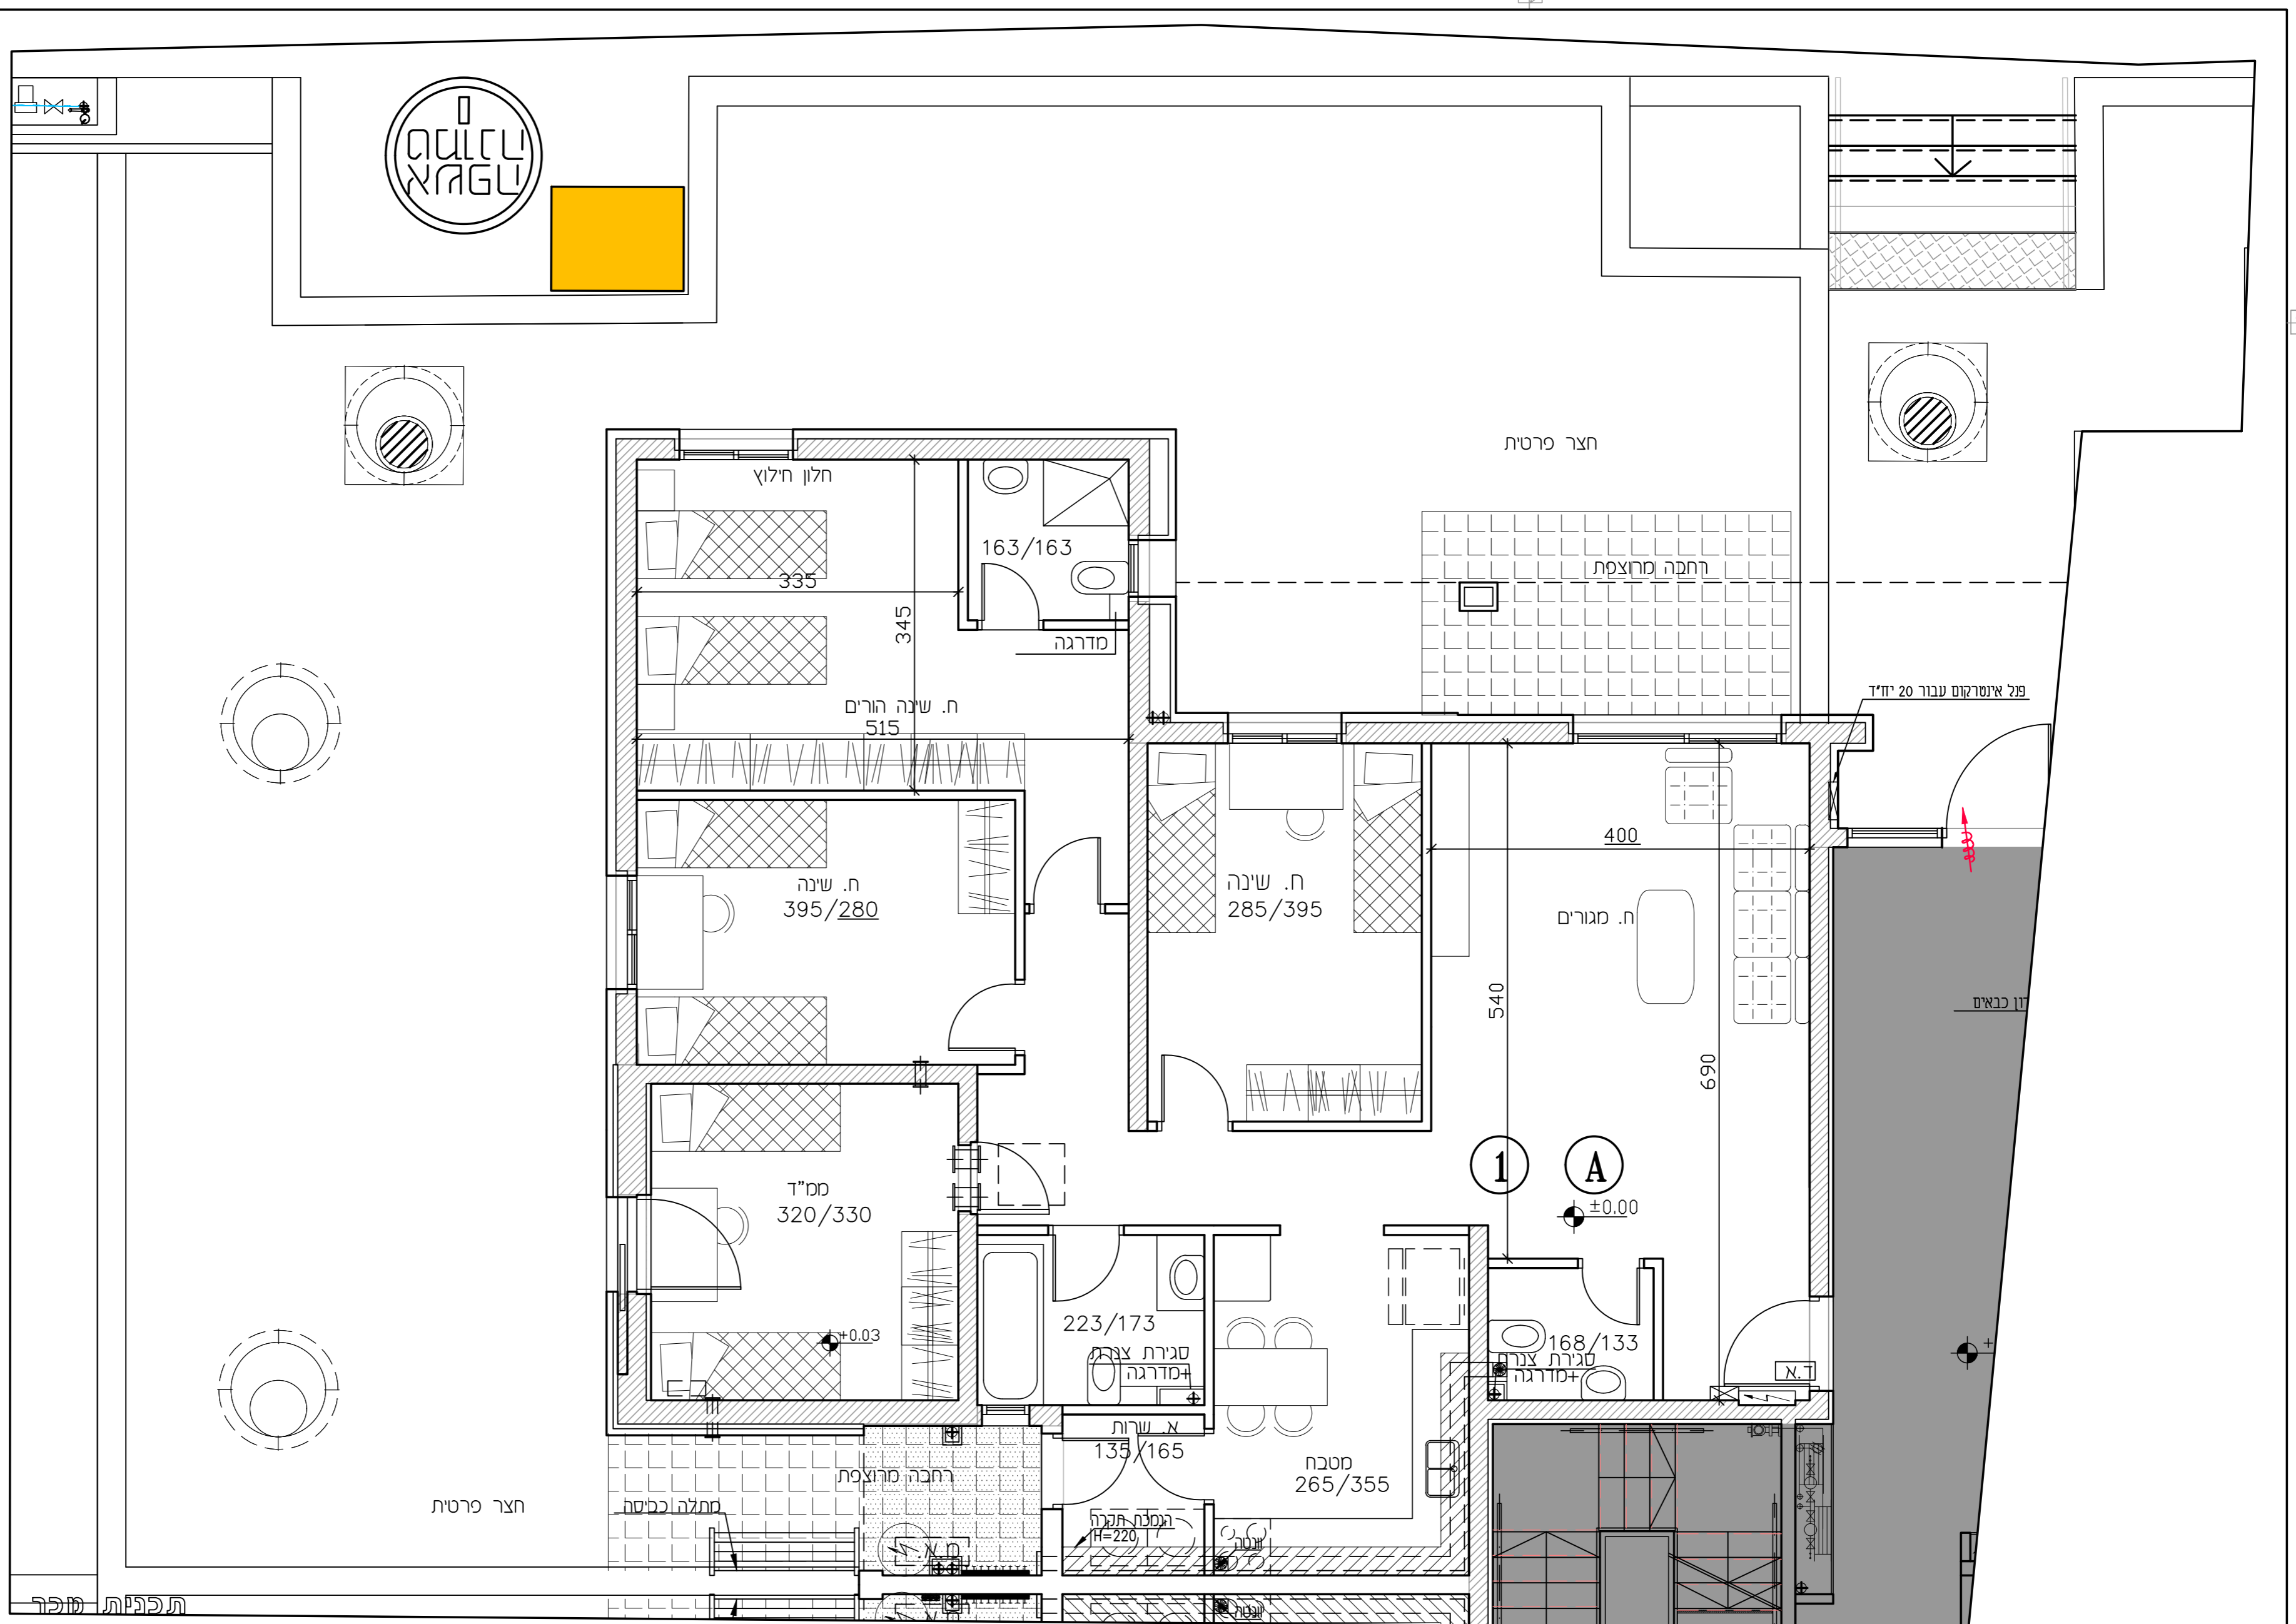 חלון חילוץ
163/163
335
345
מדרגה
ח. שינה הורים
515
חצר פרטית
רחבה מרוצפת
פנל אינטרקום עבור 20 יח"ד
ח. שינה
395/280
ח. שינה
285/395
400
ח. מגורים
540
690
1 A
±0.00
ממ"ד
320/330
+0.03
223/173
סגירת צנרת
+מדרגה
168/133
סגירת צנרת
+מדרגה
ד.א
א. שרות
135/165
מטבח
265/355
רחבה מרוצפת
מתלה כביסה
חצר פרטית
הנמכת תקרה
H=220
וונטה
וונטה
מ.א.
כבאים
תכנית מכר